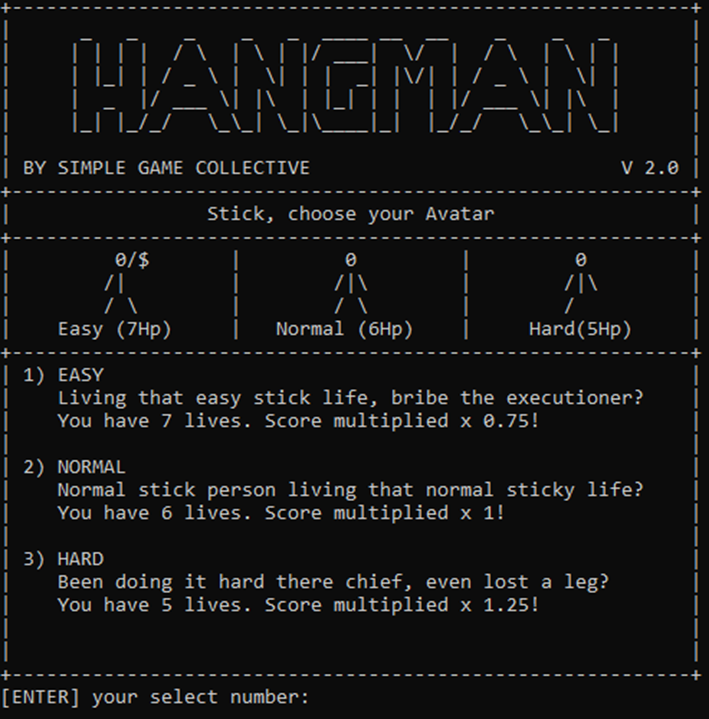 HANGMAN
BY SIMPLE GAME COLLECTIVE V 2.0
Stick, choose your Avatar
0/$ 0 0
/| /|\ /|\
/ \ / \ /
Easy (7Hp) | Normal (6Hp) | Hard(5Hp)
1) EASY
Living that easy stick life, bribe the executioner?
You have 7 lives. Score multiplied x 0.75!
2) NORMAL
Normal stick person living that normal sticky life?
You have 6 lives. Score multiplied x 1!
3) HARD
Been doing it hard there chief, even lost a leg?
You have 5 lives. Score multiplied x 1.25!
[ENTER] your select number: